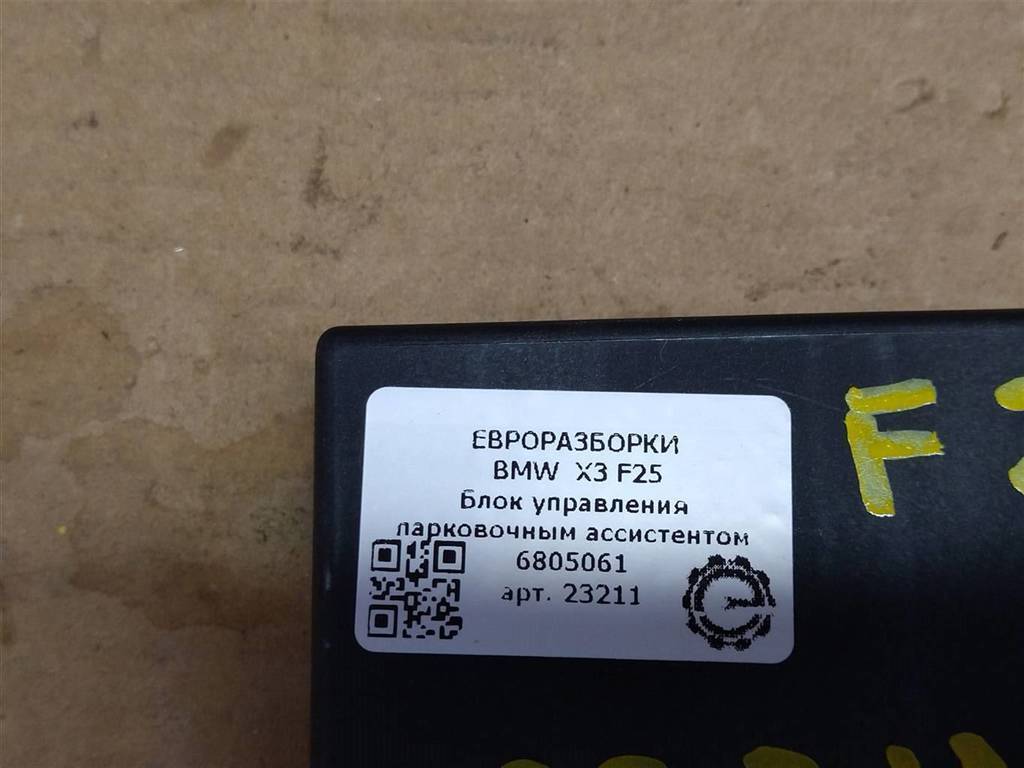 ЕВРОРАЗБОРКИ
BMW X3 F25
Блок управления
парковочным ассистентом
6805061
арт. 23211
F